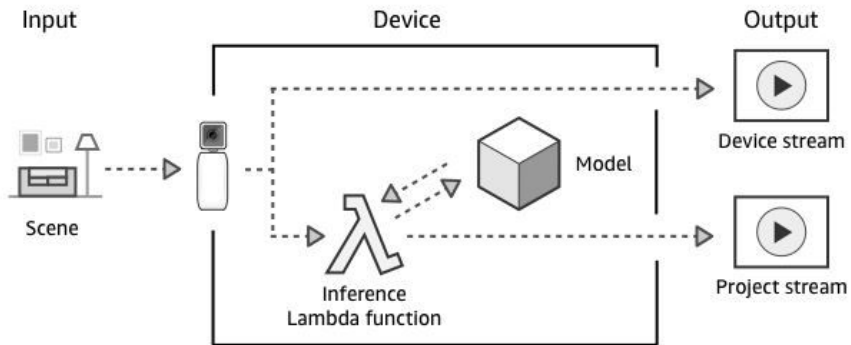 Input
Device
Output
Scene
Model
Device stream
Inference
Lambda function
Project stream